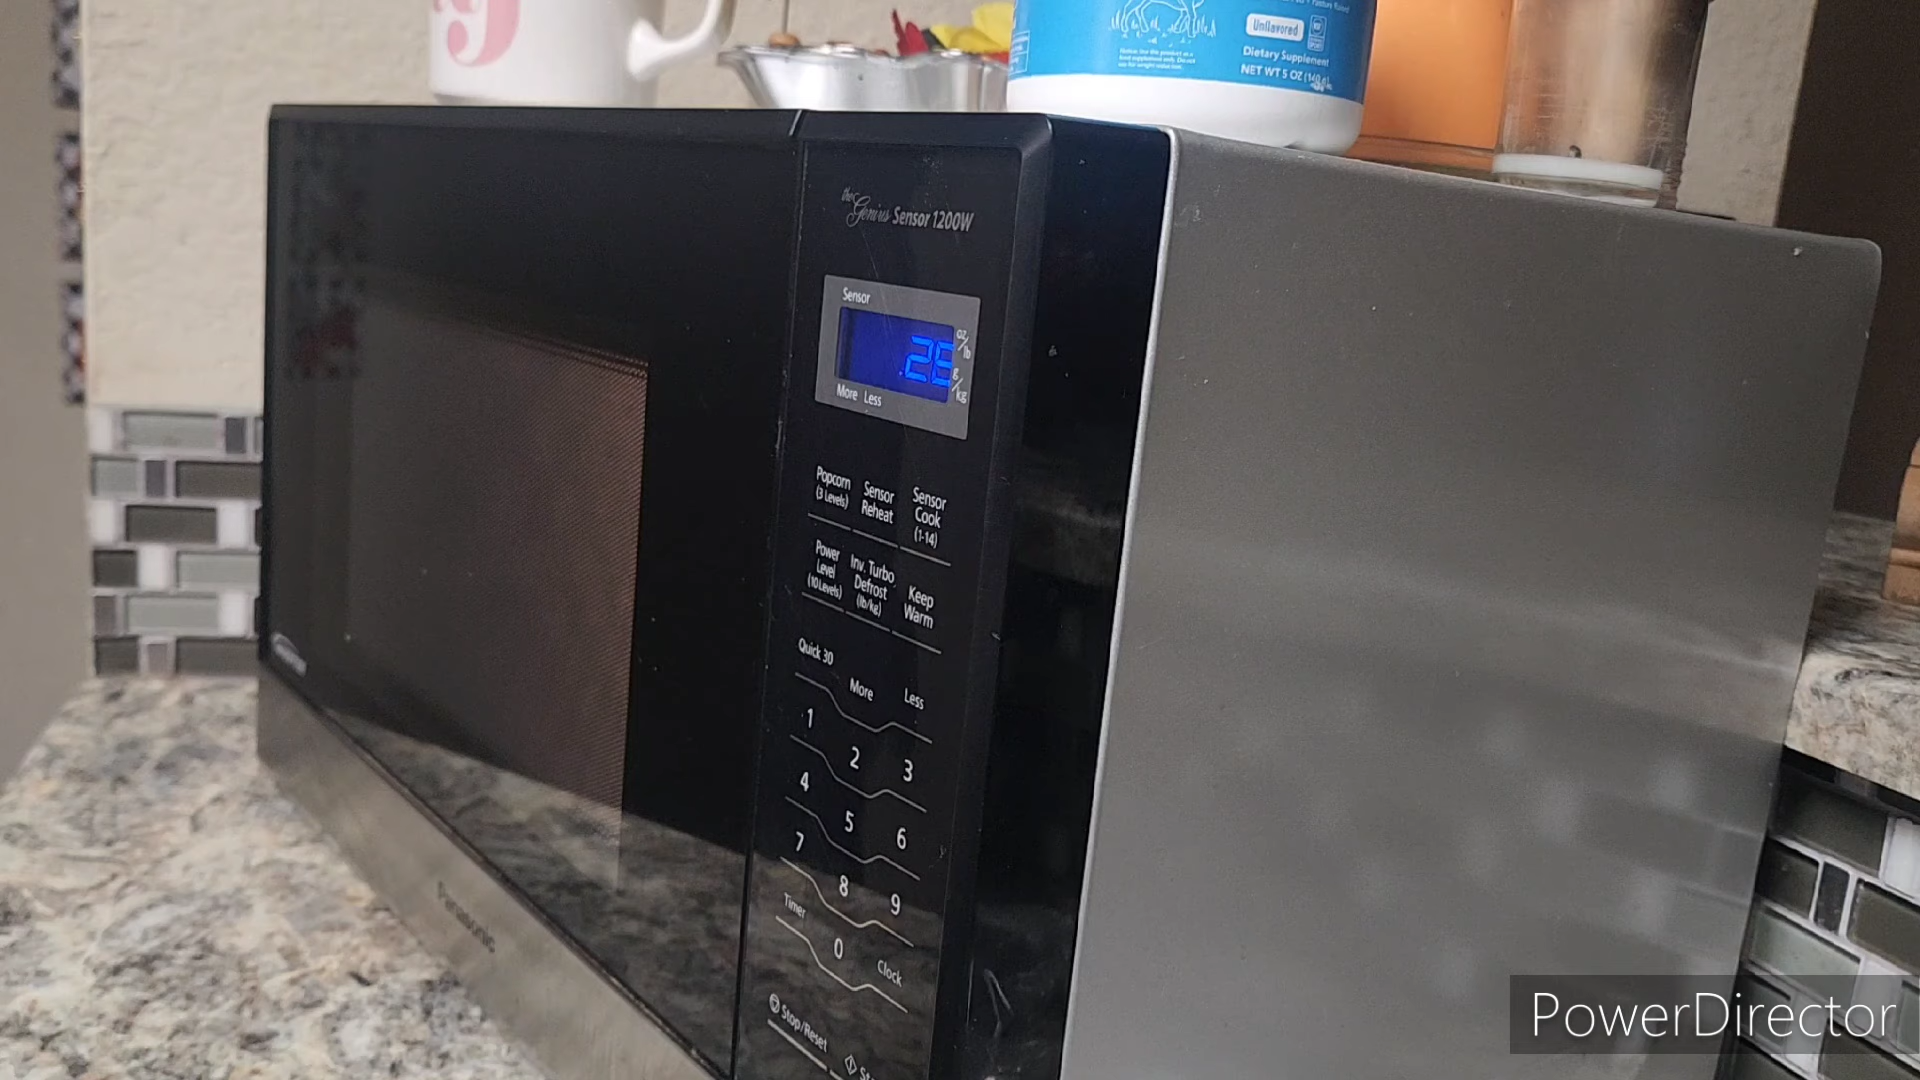 Unflavored
Dietary Supplement
NET WT 5 OZ (140g)
the Genius Sensor 1200W
Sensor
28
oz/lb
g/kg
More Less
Popcorn
(3 Levels)
Sensor
Reheat
Sensor
Cook
(1-14)
Power
Level
(10 Levels)
Inv. Turbo
Defrost
(lb/kg)
Keep
Warm
Quick 30
More
Less
1
2
3
4
5
6
7
8
9
Timer
0
Clock
Stop/Reset
Panasonic
PowerDirector